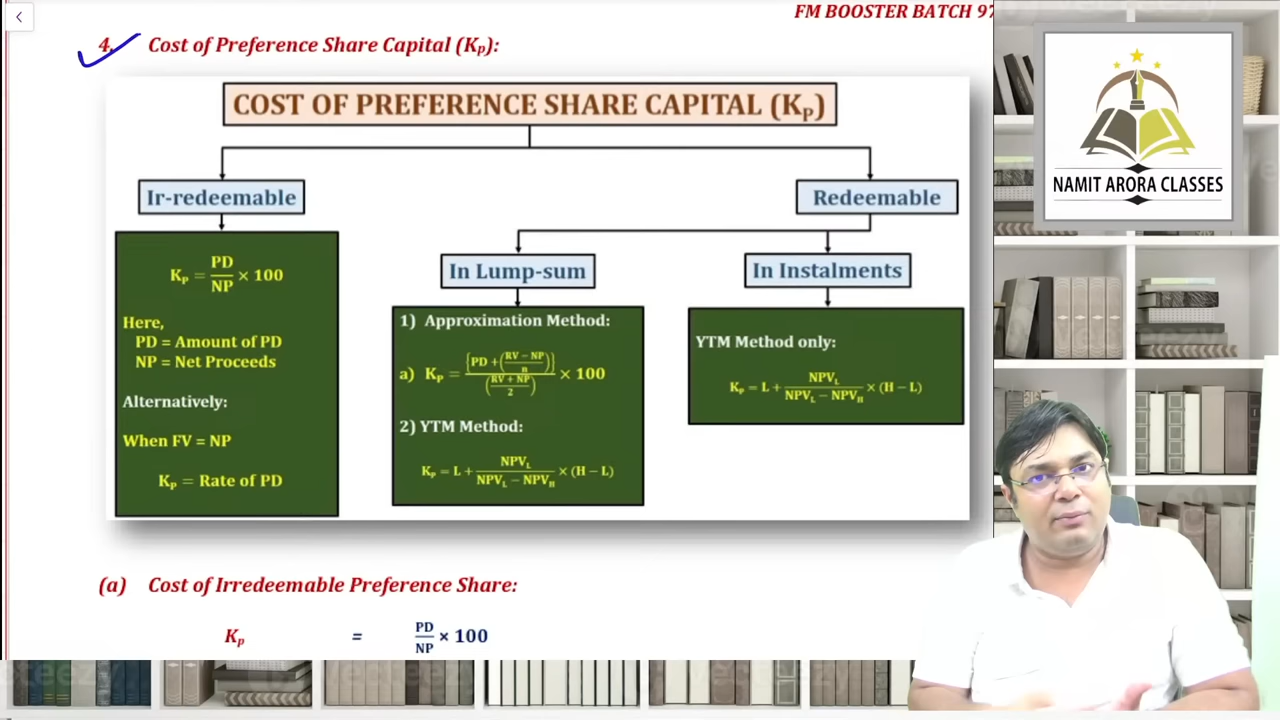 FM BOOSTER BATCH 97
4. Cost of Preference Share Capital (Kp):
COST OF PREFERENCE SHARE CAPITAL (KP)
Ir-redeemable
Redeemable
In Lump-sum
In Instalments
KP = PD/NP × 100
Here,
PD = Amount of PD
NP = Net Proceeds
Alternatively:
When FV = NP
KP = Rate of PD
1) Approximation Method:
a) KP = {PD + ((RV − NP)/n)} / ((RV + NP)/2) × 100
2) YTM Method:
KP = L + NPVL/(NPVL − NPVH) × (H − L)
YTM Method only:
KP = L + NPVL/(NPVL − NPVH) × (H − L)
(a) Cost of Irredeemable Preference Share:
Kp = PD/NP × 100
NAMIT ARORA CLASSES